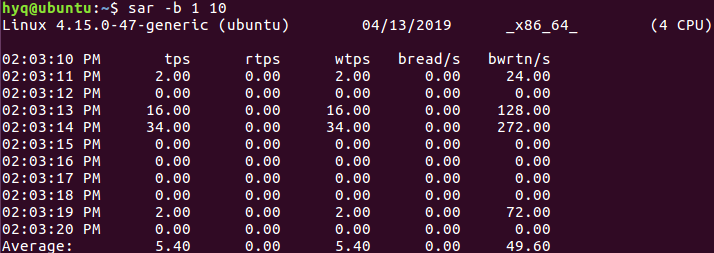 hyq@ubuntu:~$ sar -b 1 10
Linux 4.15.0-47-generic (ubuntu) 04/13/2019 _x86_64_ (4 CPU)
02:03:10 PM tps rtps wtps bread/s bwrtn/s
02:03:11 PM 2.00 0.00 2.00 0.00 24.00
02:03:12 PM 0.00 0.00 0.00 0.00 0.00
02:03:13 PM 16.00 0.00 16.00 0.00 128.00
02:03:14 PM 34.00 0.00 34.00 0.00 272.00
02:03:15 PM 0.00 0.00 0.00 0.00 0.00
02:03:16 PM 0.00 0.00 0.00 0.00 0.00
02:03:17 PM 0.00 0.00 0.00 0.00 0.00
02:03:18 PM 0.00 0.00 0.00 0.00 0.00
02:03:19 PM 2.00 0.00 2.00 0.00 72.00
02:03:20 PM 0.00 0.00 0.00 0.00 0.00
Average: 5.40 0.00 5.40 0.00 49.60